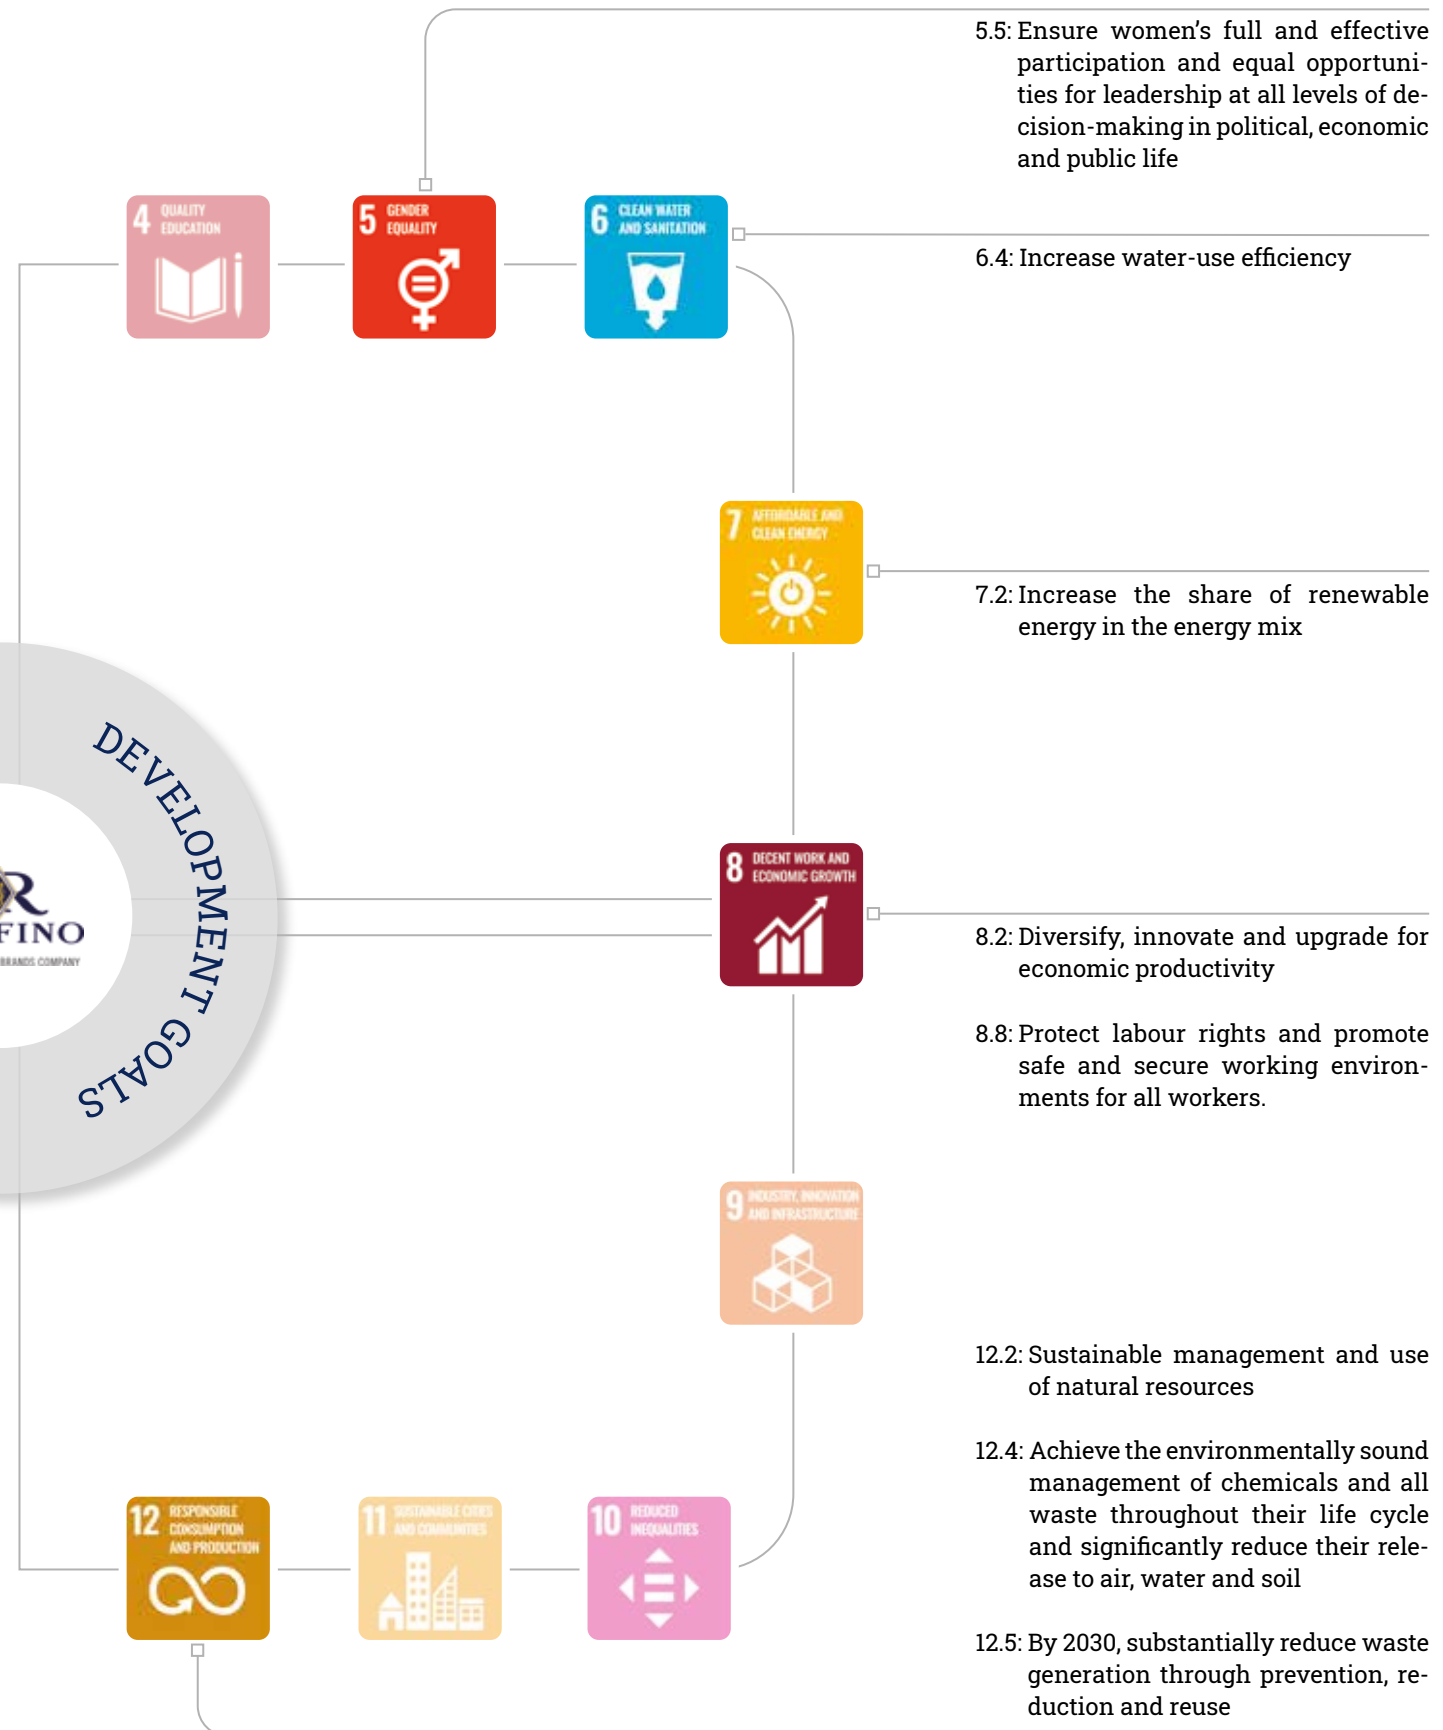 5.5: Ensure women’s full and effective
participation and equal opportuni-
ties for leadership at all levels of de-
cision-making in political, economic
and public life
4 QUALITY
EDUCATION
5 GENDER
EQUALITY
6 CLEAN WATER
AND SANITATION
6.4: Increase water-use efficiency
7 AFFORDABLE AND
CLEAN ENERGY
7.2: Increase the share of renewable
energy in the energy mix
DEVELOPMENT GOALS
R
FINO
BRANDS COMPANY
8 DECENT WORK AND
ECONOMIC GROWTH
8.2: Diversify, innovate and upgrade for
economic productivity
8.8: Protect labour rights and promote
safe and secure working environ-
ments for all workers.
9 INDUSTRY, INNOVATION
AND INFRASTRUCTURE
12.2: Sustainable management and use
of natural resources
12.4: Achieve the environmentally sound
management of chemicals and all
waste throughout their life cycle
and significantly reduce their rele-
ase to air, water and soil
12 RESPONSIBLE
CONSUMPTION
AND PRODUCTION
11 SUSTAINABLE CITIES
AND COMMUNITIES
10 REDUCED
INEQUALITIES
12.5: By 2030, substantially reduce waste
generation through prevention, re-
duction and reuse